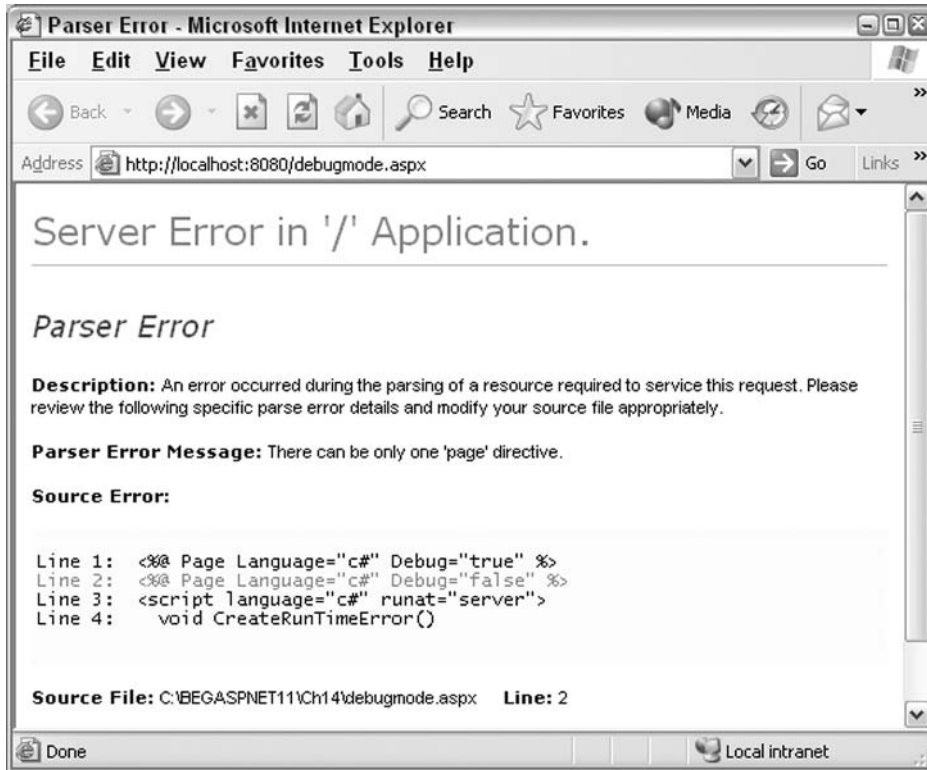 Parser Error - Microsoft Internet Explorer
File Edit View Favorites Tools Help
Back Search Favorites Media »
Address http://localhost:8080/debugmode.aspx Go Links »
Server Error in '/' Application.
Parser Error
Description: An error occurred during the parsing of a resource required to service this request. Please
review the following specific parse error details and modify your source file appropriately.
Parser Error Message: There can be only one 'page' directive.
Source Error:
Line 1: <%@ Page Language="c#" Debug="true" %>
Line 2: <%@ Page Language="c#" Debug="false" %>
Line 3: <script language="c#" runat="server">
Line 4: void CreateRunTimeError()
Source File: C:\BEGASPNET11\Ch14\debugmode.aspx Line: 2
Done Local intranet